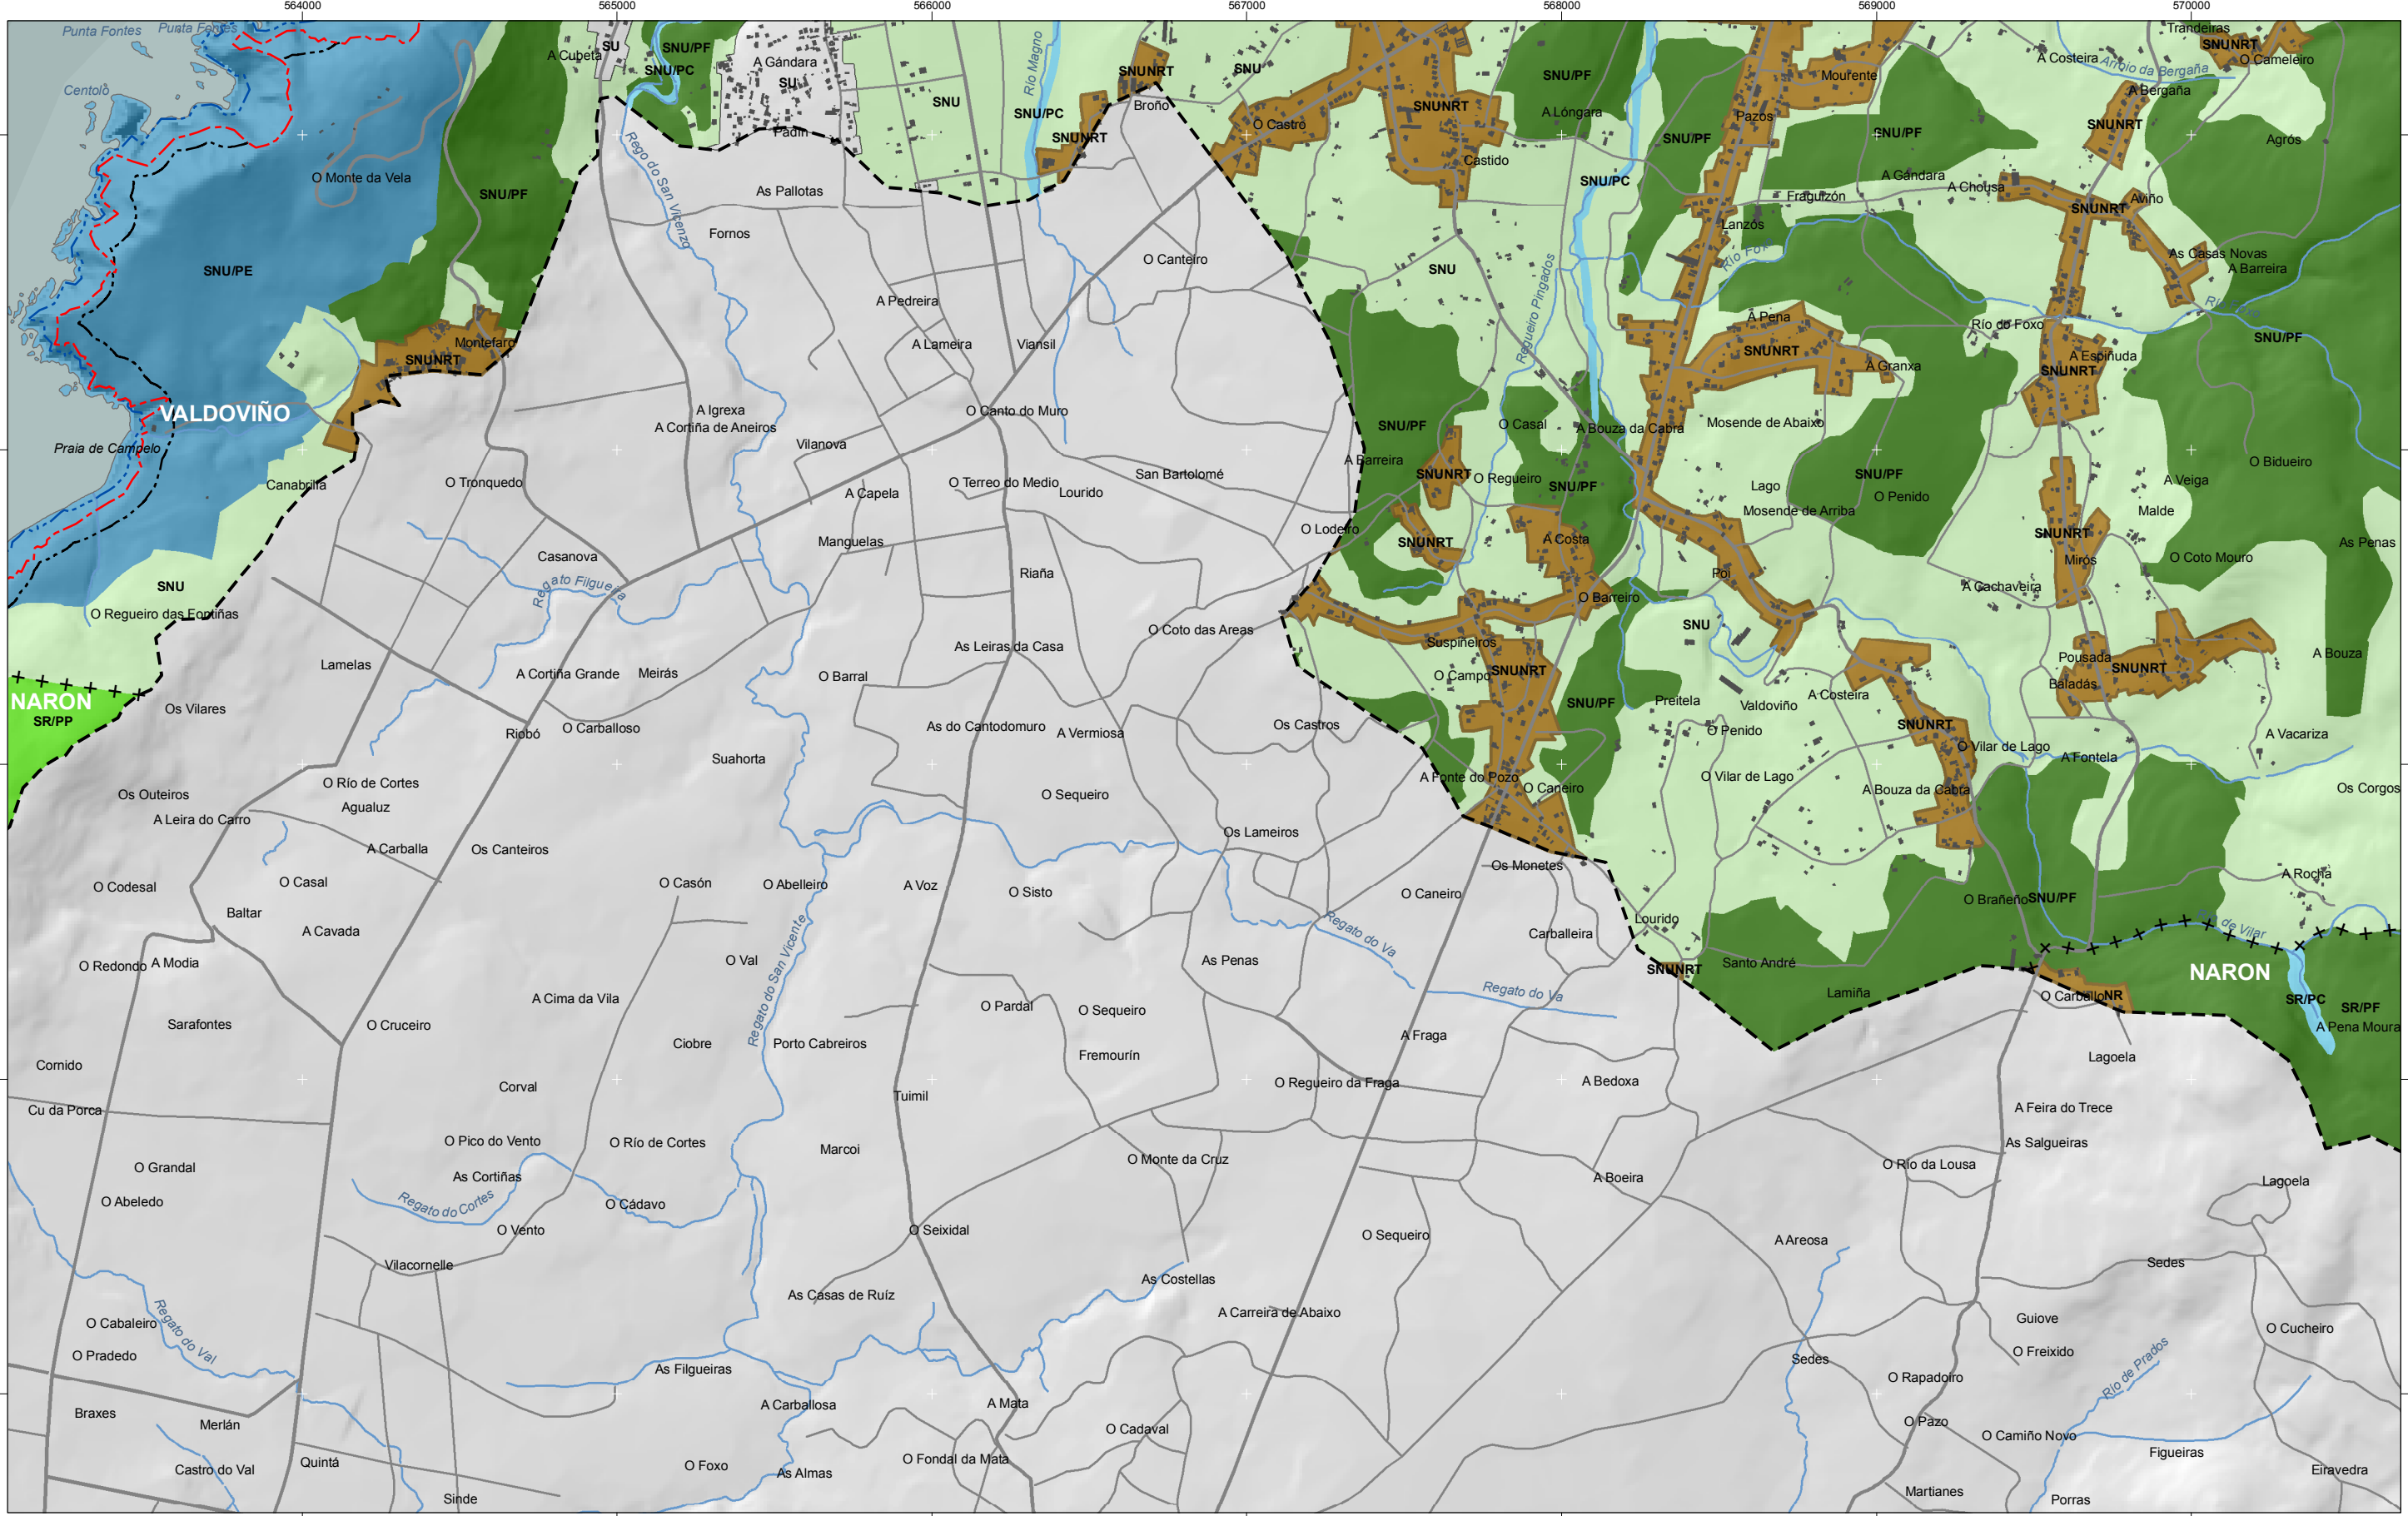 564000 565000 566000 567000 568000 569000 570000
Punta Fontes Punta Fontes
A Cubeta
SU
SNU/PF
SNU/PC
A Gándara
SU
Río Magno
SNUNRT
SNU
SNU/PF
Mourente
A Costeira
Trandeiras
SNUNRT
O Cameleiro
Arroio da Bergaña
A Bergaña
Centolo
SNU
SNU/PC
Broño
SNUNRT
O Castro
SNUNRT
A Lóngara
Pazos
SNU/PF
SNU/PF
SNUNRT
Agrós
Padín
Rego do San Vicenzo
O Monte da Vela
SNU/PF
As Pallotas
Castido
SNU/PC
A Gándara
A Chousa
Fraguizón
Aviño
SNUNRT
Fornos
Lanzós
As Casas Novas
A Barreira
SNU/PE
O Canteiro
SNU
Regueiro Pingados
A Pedreira
A Pena
Río do Foxo
SNU/PF
Montefaro
SNUNRT
A Lameira
Viansil
SNUNRT
A Espiñuda
SNUNRT
A Granxa
VALDOVIÑO
A Igrexa
A Cortiña de Aneiros
O Canto do Muro
SNU/PF
O Casal
A Bouza da Cabra
Mosende de Abaixo
Praia de Campelo
Vilanova
A Barreira
O Bidueiro
Canabrilla
O Tronquedo
A Capela
O Terreo do Medio
Lourido
San Bartolomé
SNUNRT
O Regueiro
SNU/PF
Lago
SNU/PF
O Penido
A Veiga
Mosende de Arriba
Malde
O Lodeiro
Manguelas
SNUNRT
A Costa
SNUNRT
As Penas
Casanova
Mirós
O Coto Mouro
Regato Filgueira
Riaña
Poi
A Cachaveira
SNU
O Barreiro
O Regueiro das Fontiñas
O Coto das Areas
Suspiñeiros
SNU
As Leiras da Casa
Lamelas
A Cortiña Grande
Meirás
O Barral
O Campo
SNUNRT
Pousada
SNUNRT
A Bouza
Baladás
NARON
SR/PP
Os Vilares
SNU/PF
Preitela
Valdoviño
A Costeira
Riobó
O Carballoso
As do Cantodomuro
A Vermiosa
Os Castros
O Penido
SNUNRT
A Vacariza
Suahorta
O Vilar de Lago
A Fontela
O Río de Cortes
A Fonte do Pozo
O Vilar de Lago
Os Outeiros
Agualuz
O Sequeiro
O Caneiro
A Bouza da Cabra
Os Corgos
A Leira do Carro
A Carballa
Os Canteiros
Os Lameiros
Os Monetes
O Codesal
O Casal
O Casón
O Abelleiro
A Voz
O Sisto
O Caneiro
A Rocha
Baltar
O Brañeño
SNU/PF
A Cavada
Regato do Va
Carballeira
Lourido
Río de Vilar
O Redondo
A Modia
O Val
As Penas
SNUNRT
Santo André
NARON
Regato do San Vicente
A Cima da Vila
O Pardal
O Sequeiro
Regato do Va
Lamiña
O Carballo
NR
SR/PC
SR/PF
Sarafontes
O Cruceiro
A Pena Moura
Ciobre
Porto Cabreiros
A Fraga
Fremourín
Lagoela
Cornido
Corval
O Regueiro da Fraga
A Bedoxa
Cu da Porca
Tuimil
A Feira do Trece
O Pico do Vento
O Río de Cortes
Marcoi
As Salgueiras
O Grandal
O Monte da Cruz
O Río da Lousa
As Cortiñas
A Boeira
Lagoela
O Abeledo
Regato do Cortes
O Cádavo
O Vento
O Seixidal
O Sequeiro
A Areosa
Vilacornelle
Sedes
As Costellas
As Casas de Ruíz
A Carreira de Abaixo
Guiove
O Cabaleiro
O Cucheiro
Regato do Val
O Pradedo
O Freixido
Sedes
As Filgueiras
O Rapadoiro
Río de Prados
Braxes
A Carballosa
A Mata
Merlán
O Cadaval
O Pazo
O Camiño Novo
Quintá
O Fondal da Mata
Figueiras
Castro do Val
O Foxo
As Almas
Eiravedra
Sinde
Martianes
Porras